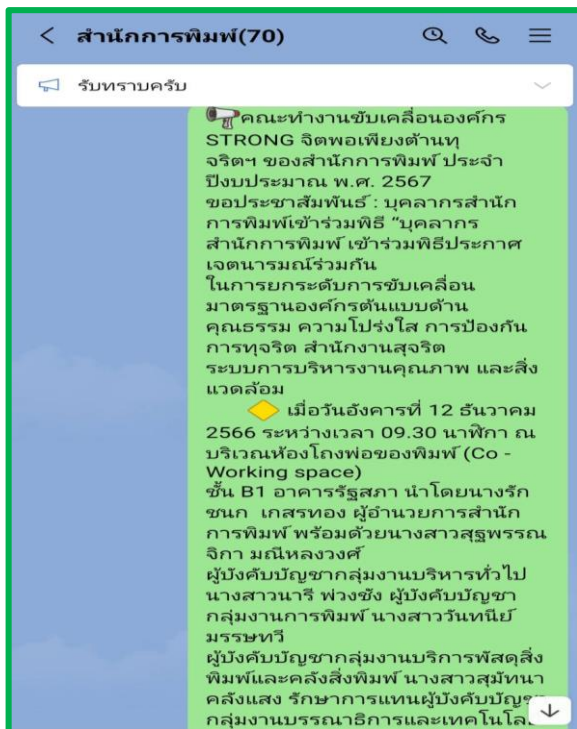 สำนักการพิมพ์(70)
รับทราบครับ
คณะทำงานขับเคลื่อนองค์กร
STRONG จิตพอเพียงต้านทุ
จริตฯ ของสำนักการพิมพ์ ประจำ
ปีงบประมาณ พ.ศ. 2567
ขอประชาสัมพันธ์ : บุคลากรสำนัก
การพิมพ์เข้าร่วมพิธี “บุคลากร
สำนักการพิมพ์ เข้าร่วมพิธีประกาศ
เจตนารมณ์ร่วมกัน
ในการยกระดับการขับเคลื่อน
มาตรฐานองค์กรต้นแบบด้าน
คุณธรรม ความโปร่งใส การป้องกัน
การทุจริต สำนักงานสุจริต
ระบบการบริหารงานคุณภาพ และสิ่ง
แวดล้อม
เมื่อวันอังคารที่ 12 ธันวาคม
2566 ระหว่างเวลา 09.30 นาฬิกา ณ
บริเวณห้องโถงพ่อของพิมพ์ (Co -
Working space)
ชั้น B1 อาคารรัฐสภา นำโดยนางรัก
ชนก เกสรทอง ผู้อำนวยการสำนัก
การพิมพ์ พร้อมด้วยนางสาวสุฐพรรณ
จิกา มณีหลงวงศ์
ผู้บังคับบัญชากลุ่มงานบริหารทั่วไป
นางสาวนารี พ่วงชัง ผู้บังคับบัญชา
กลุ่มงานการพิมพ์ นางสาววันทนีย์
มรรษทวี
ผู้บังคับบัญชากลุ่มงานบริการพัสดุสิ่ง
พิมพ์และคลังสิ่งพิมพ์ นางสาวสุมัทนา
คลังแสง รักษาการแทนผู้บังคับบัญชา
กลุ่มงานบรรณาธิการและเทคโนโล